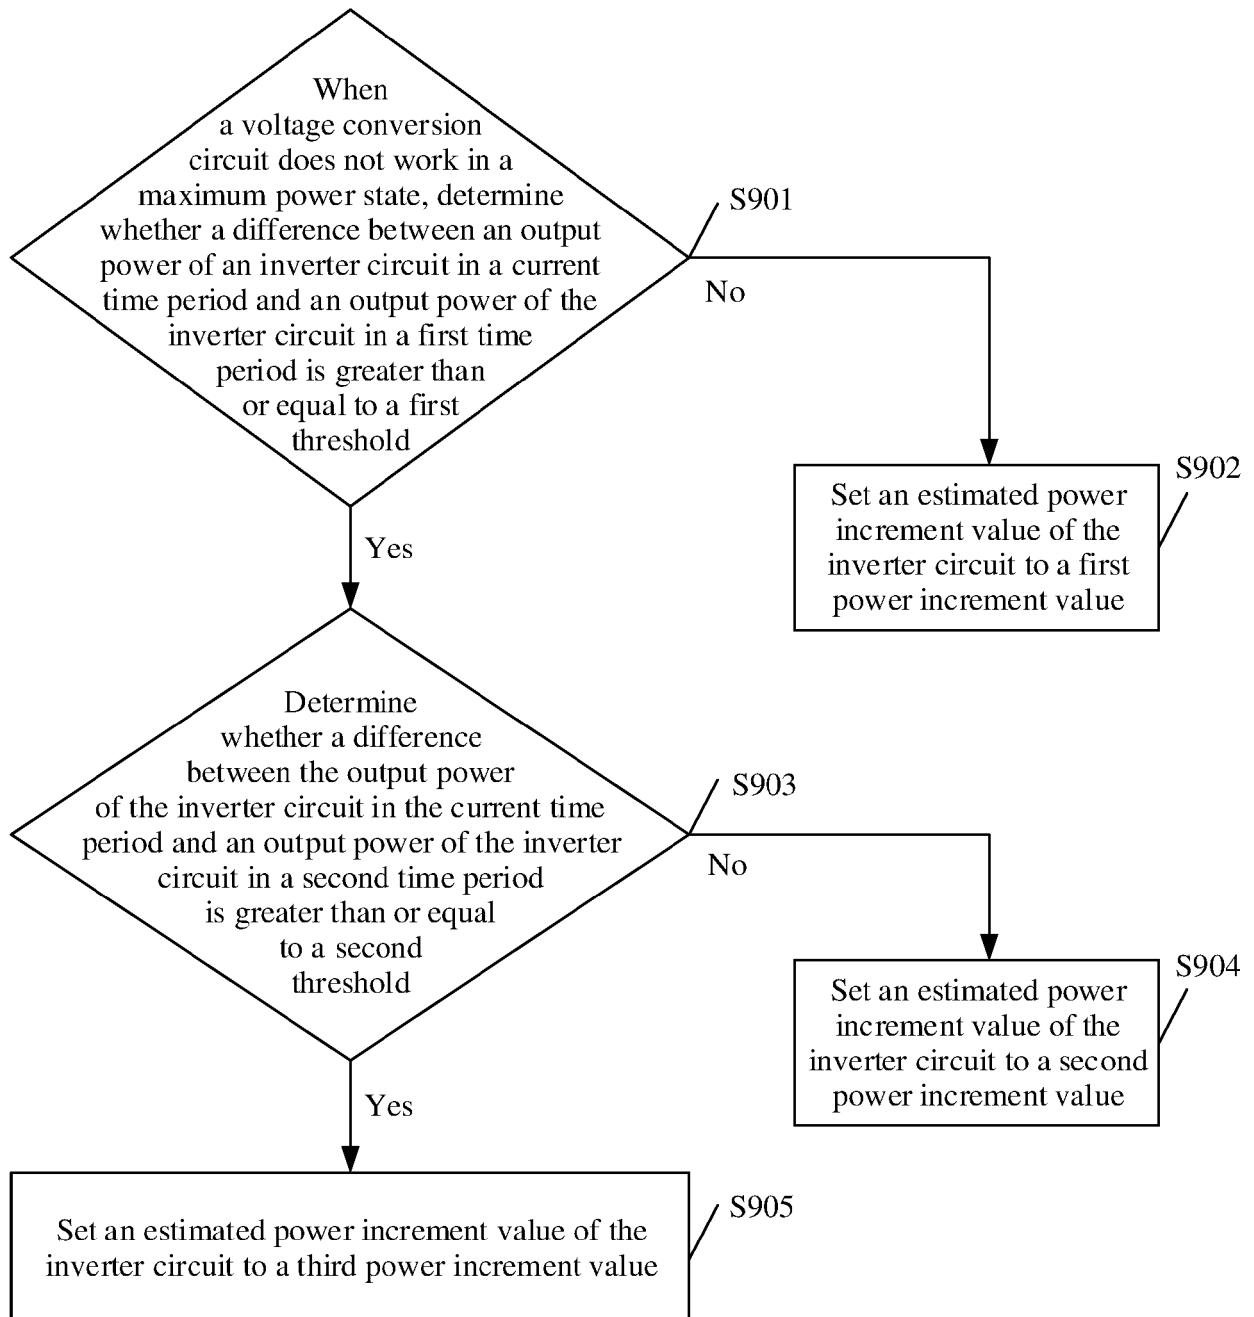 When
a voltage conversion
circuit does not work in a
maximum power state, determine
whether a difference between an output
power of an inverter circuit in a current
time period and an output power of the
inverter circuit in a first time
period is greater than
or equal to a first
threshold
S901
No
Yes
S902
Set an estimated power
increment value of the
inverter circuit to a first
power increment value
Determine
whether a difference
between the output power
of the inverter circuit in the current time
period and an output power of the inverter
circuit in a second time period
is greater than or equal
to a second
threshold
S903
No
Yes
S904
Set an estimated power
increment value of the
inverter circuit to a second
power increment value
S905
Set an estimated power increment value of the
inverter circuit to a third power increment value